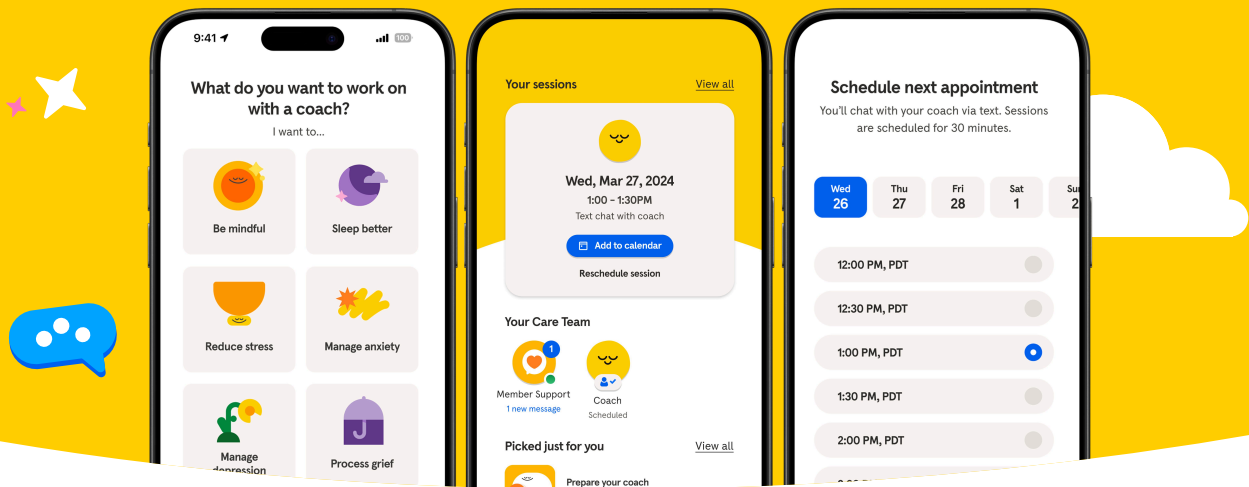 9:41
100
What do you want to work on
with a coach?
I want to...
Be mindful
Sleep better
Reduce stress
Manage anxiety
Manage
depression
J
Process grief
Your sessions
View all
Wed, Mar 27, 2024
1:00 - 1:30PM
Text chat with coach
Add to calendar
Reschedule session
Your Care Team
1
Member Support
1 new message
Coach
Scheduled
Picked just for you
View all
Prepare your coach
Schedule next appointment
You'll chat with your coach via text. Sessions
are scheduled for 30 minutes.
Wed
26
Thu
27
Fri
28
Sat
1
12:00 PM, PDT
12:30 PM, PDT
1:00 PM, PDT
1:30 PM, PDT
2:00 PM, PDT